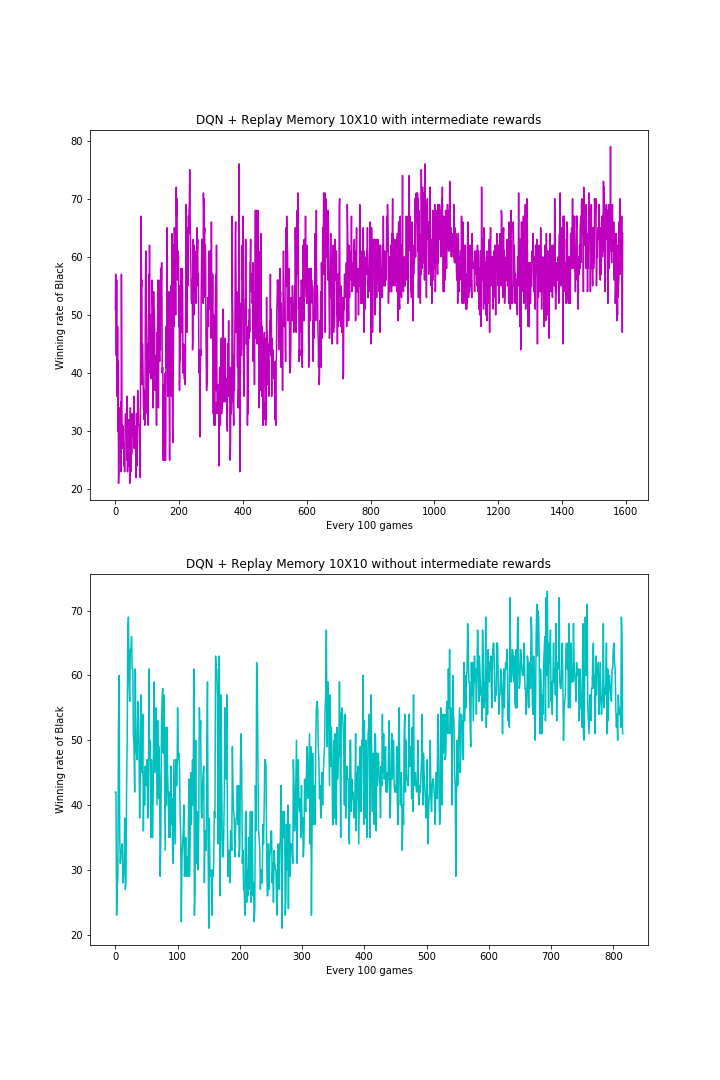 DQN + Replay Memory 10X10 with intermediate rewards
80
70
60
50
40
30
20
Winning rate of Black
0 200 400 600 800 1000 1200 1400 1600
Every 100 games
DQN + Replay Memory 10X10 without intermediate rewards
70
60
50
40
30
20
Winning rate of Black
0 100 200 300 400 500 600 700 800
Every 100 games